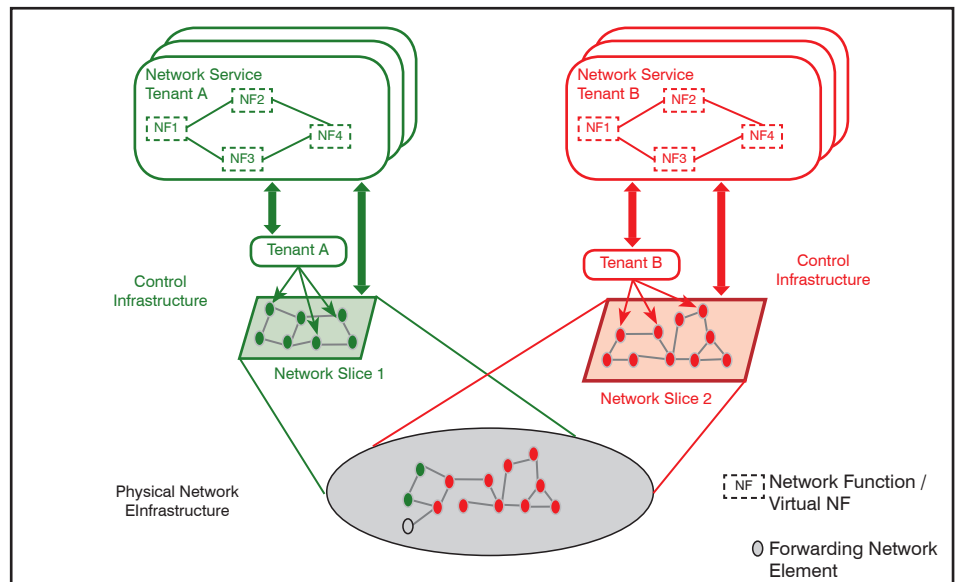 Network Service
Tenant A
NF2
NF1
NF4
NF3
Network Service
Tenant B
NF2
NF1
NF4
NF3
Tenant A
Tenant B
Control
Infrastructure
Control
Infrastructure
Network Slice 1
Network Slice 2
Physical Network
EInfrastructure
NF
Network Function /
Virtual NF
Forwarding Network
Element